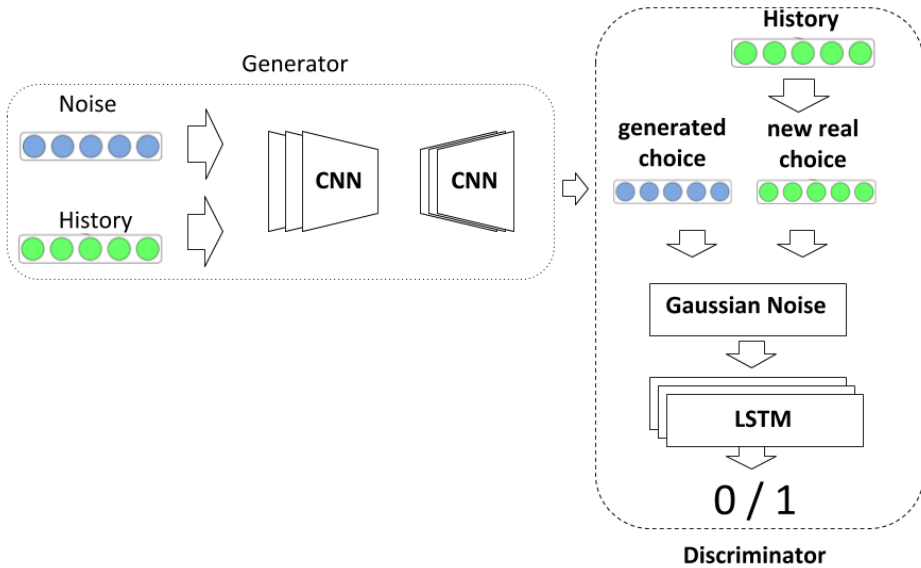 Generator
Noise
History
CNN
CNN
History
generated
choice
new real
choice
Gaussian Noise
LSTM
0 / 1
Discriminator